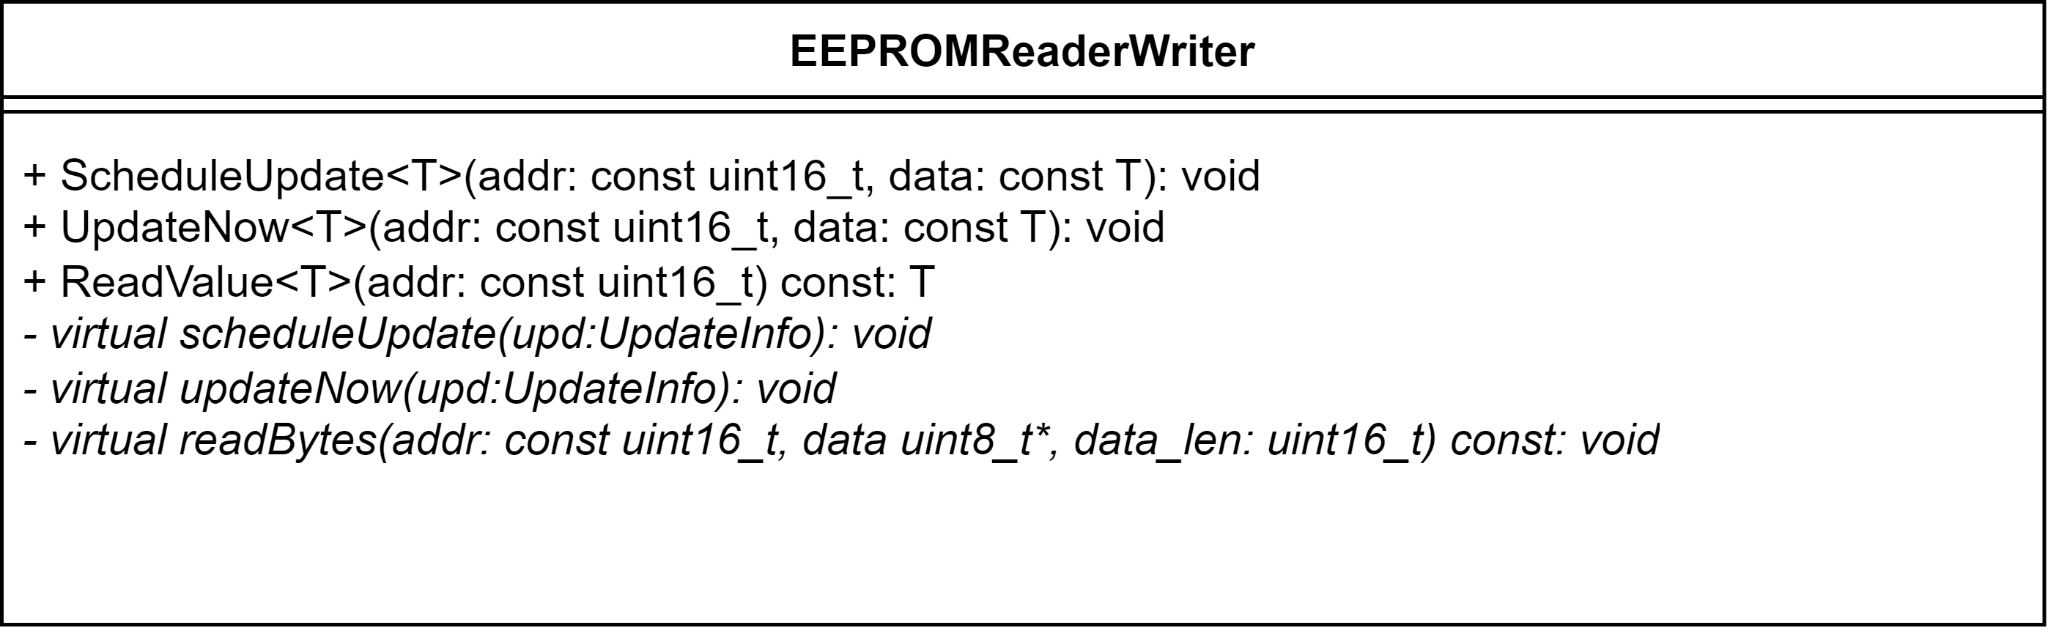 EEPROMReaderWriter
+ ScheduleUpdate<T>(addr: const uint16_t, data: const T): void
+ UpdateNow<T>(addr: const uint16_t, data: const T): void
+ ReadValue<T>(addr: const uint16_t) const: T
- virtual scheduleUpdate(upd:UpdateInfo): void
- virtual updateNow(upd:UpdateInfo): void
- virtual readBytes(addr: const uint16_t, data uint8_t*, data_len: uint16_t) const: void